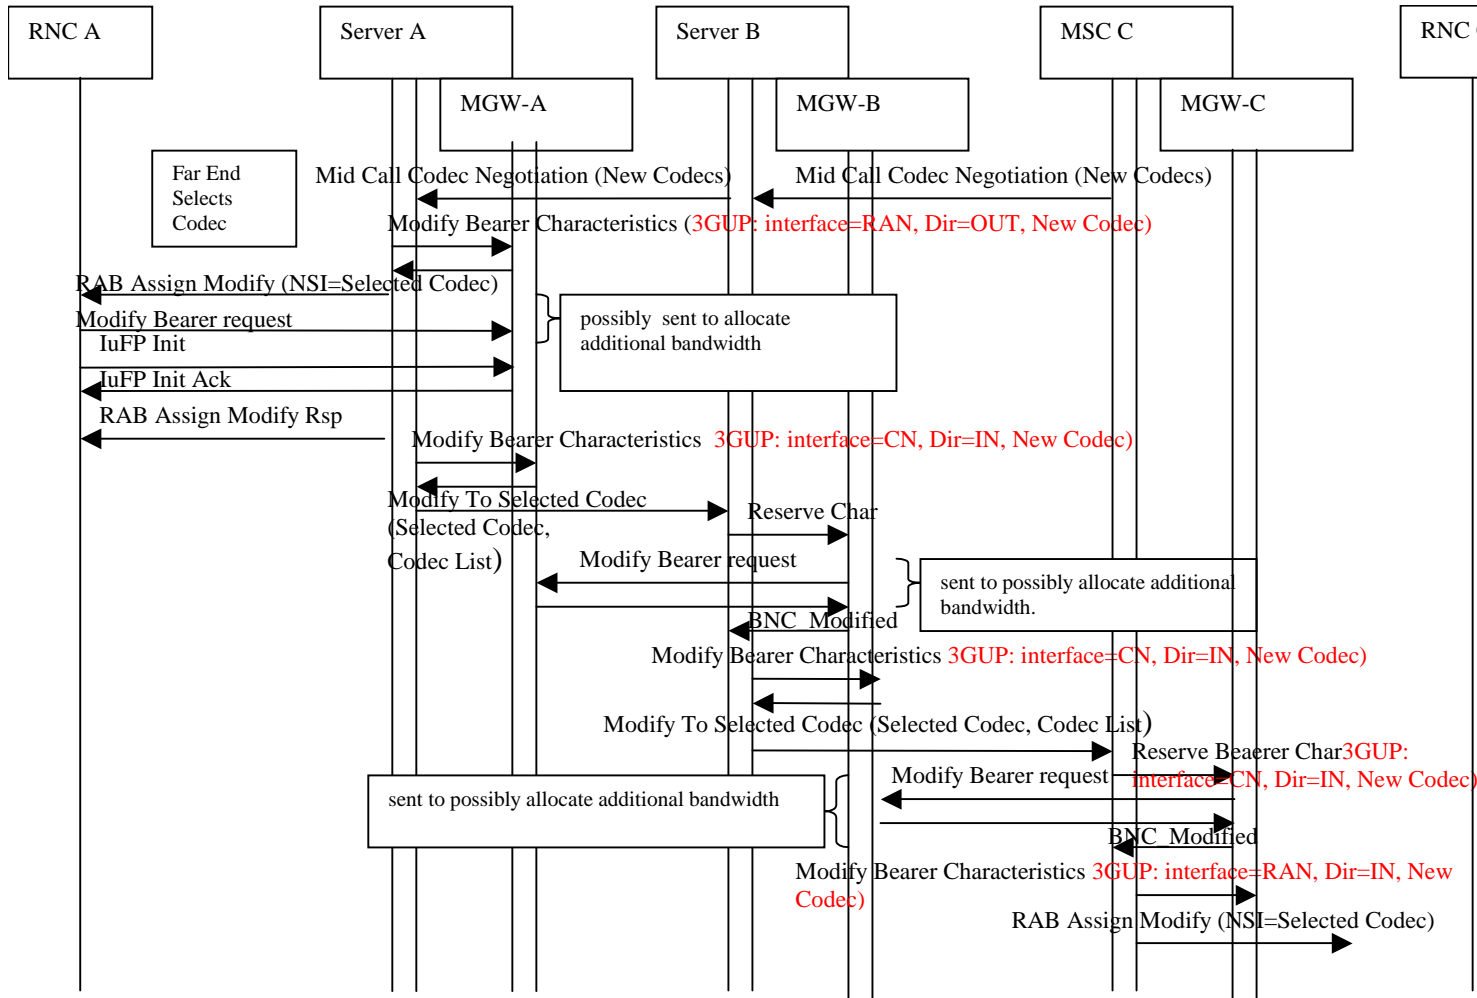 RNC A
Server A
Server B
MSC C
RNC
MGW-A
MGW-B
MGW-C
Far End
Selects
Codec
Mid Call Codec Negotiation (New Codecs)
Mid Call Codec Negotiation (New Codecs)
Modify Bearer Characteristics (3GUP: interface=RAN, Dir=OUT, New Codec)
RAB Assign Modify (NSI=Selected Codec)
Modify Bearer request
possibly sent to allocate
additional bandwidth
IuFP Init
IuFP Init Ack
RAB Assign Modify Rsp
Modify Bearer Characteristics 3GUP: interface=CN, Dir=IN, New Codec)
Modify To Selected Codec
(Selected Codec,
Codec List)
Reserve Char
Modify Bearer request
sent to possibly allocate additional
bandwidth.
BNC_Modified
Modify Bearer Characteristics 3GUP: interface=CN, Dir=IN, New Codec)
Modify To Selected Codec (Selected Codec, Codec List)
Reserve Beaerer Char3GUP:
interface=CN, Dir=IN, New Codec)
Modify Bearer request
sent to possibly allocate additional bandwidth
BNC_Modified
Modify Bearer Characteristics 3GUP: interface=RAN, Dir=IN, New
Codec)
RAB Assign Modify (NSI=Selected Codec)